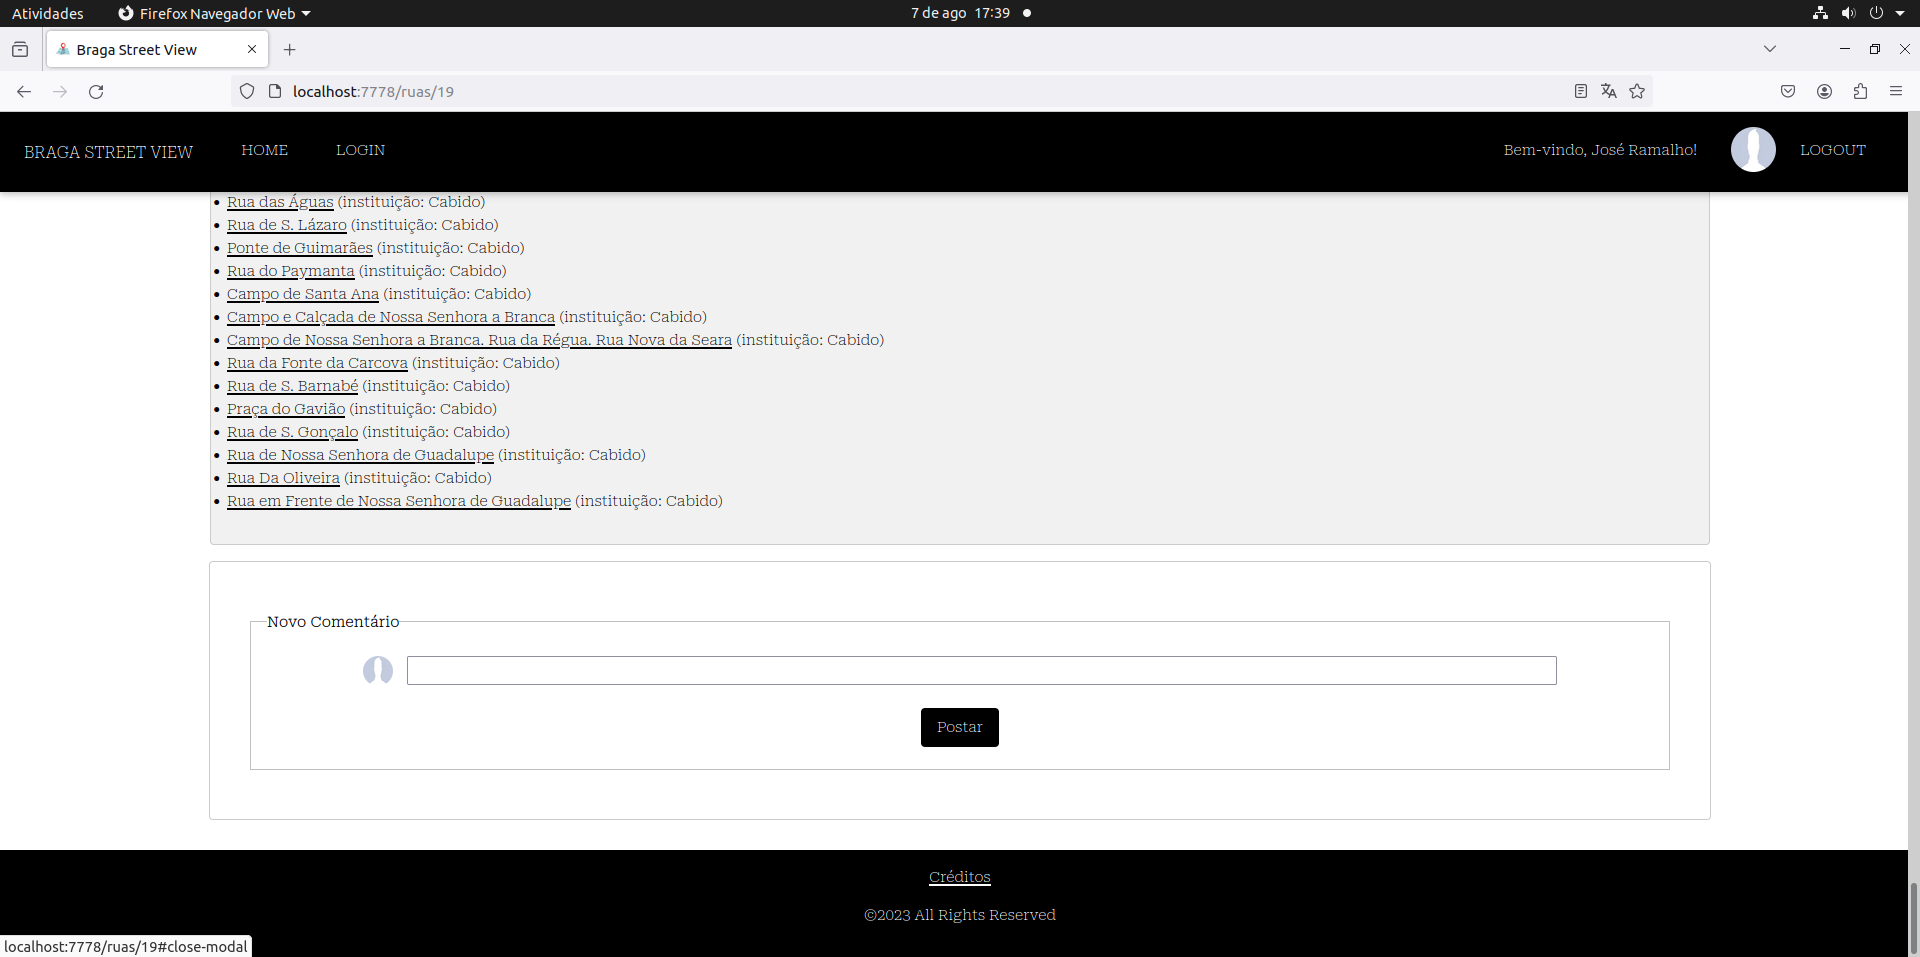 Atividades
Firefox Navegador Web
7 de ago 17:39
Braga Street View
localhost:7778/ruas/19
BRAGA STREET VIEW
HOME
LOGIN
Bem-vindo, José Ramalho!
LOGOUT
Rua das Águas (instituição: Cabido)
Rua de S. Lázaro (instituição: Cabido)
Ponte de Guimarães (instituição: Cabido)
Rua do Paymanta (instituição: Cabido)
Campo de Santa Ana (instituição: Cabido)
Campo e Calçada de Nossa Senhora a Branca (instituição: Cabido)
Campo de Nossa Senhora a Branca. Rua da Régua. Rua Nova da Seara (instituição: Cabido)
Rua da Fonte da Carcova (instituição: Cabido)
Rua de S. Barnabé (instituição: Cabido)
Praça do Gavião (instituição: Cabido)
Rua de S. Gonçalo (instituição: Cabido)
Rua de Nossa Senhora de Guadalupe (instituição: Cabido)
Rua Da Oliveira (instituição: Cabido)
Rua em Frente de Nossa Senhora de Guadalupe (instituição: Cabido)
Novo Comentário
Postar
Créditos
©2023 All Rights Reserved
localhost:7778/ruas/19#close-modal